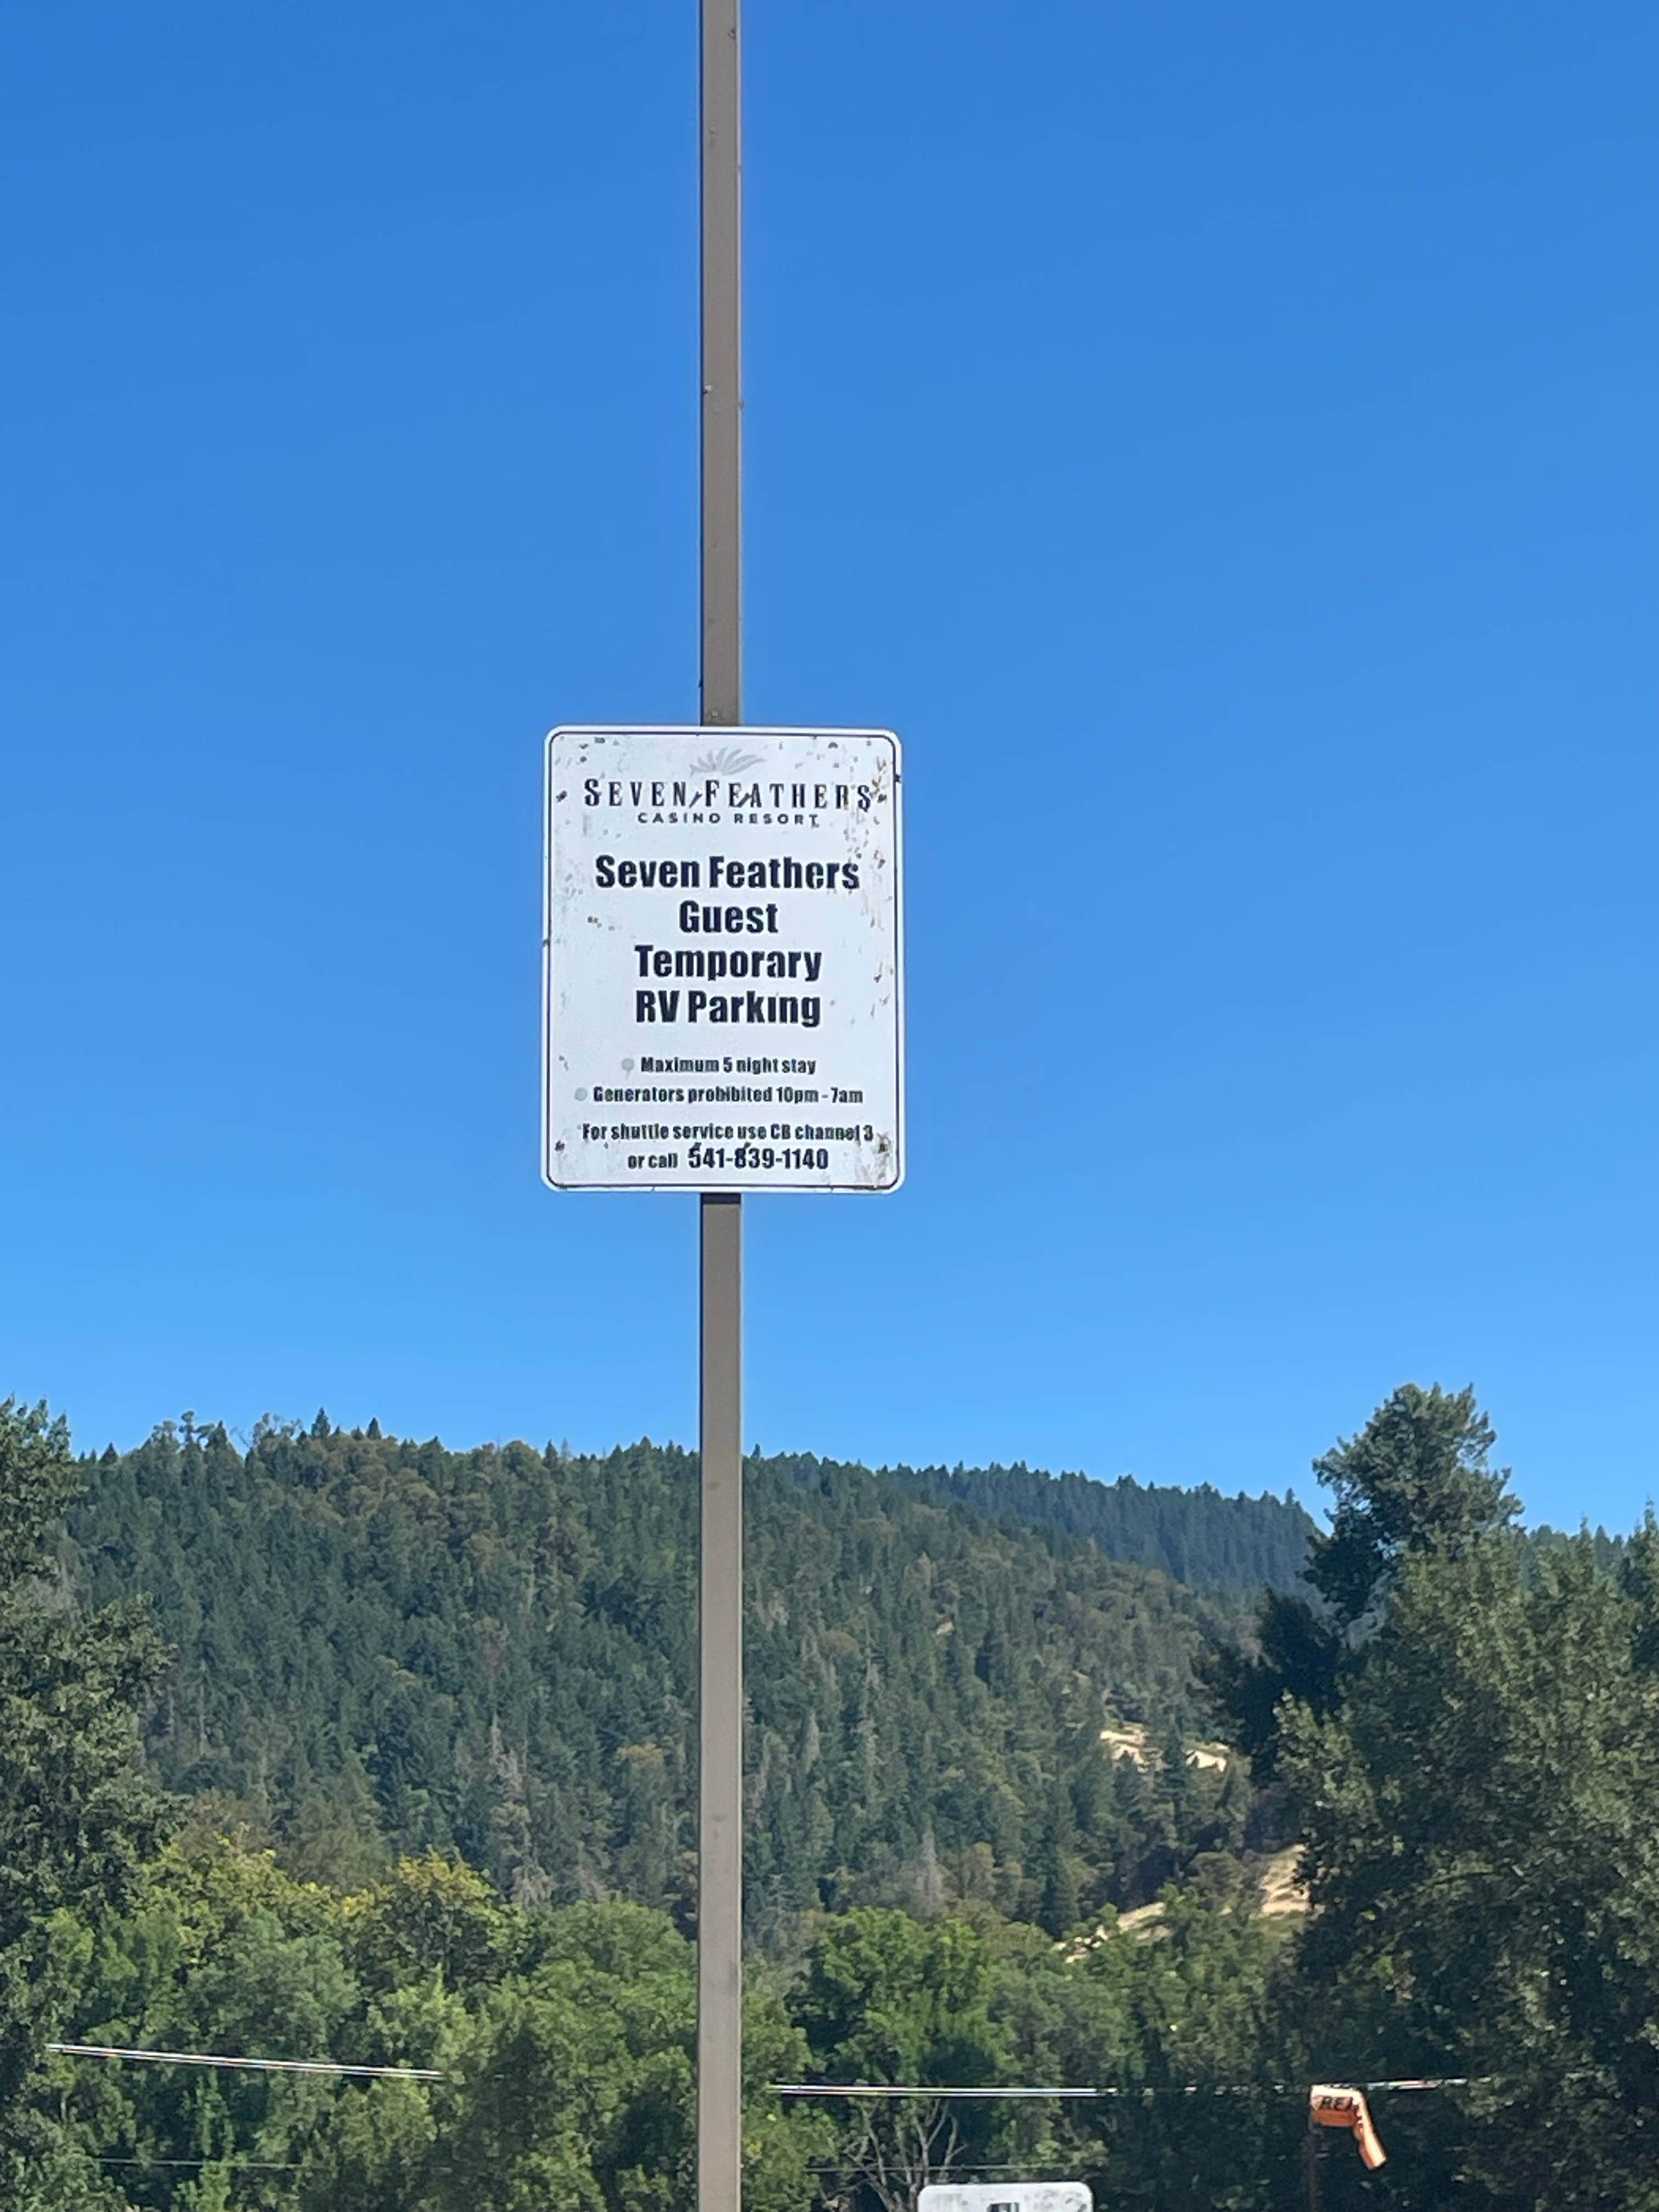 SEVEN FEATHERS
CASINO RESORT
Seven Feathers
Guest
Temporary
RV Parking
Maximum 5 night stay
Generators prohibited 10pm - 7am
For shuttle service use CB channel 3
or call 541-839-1140